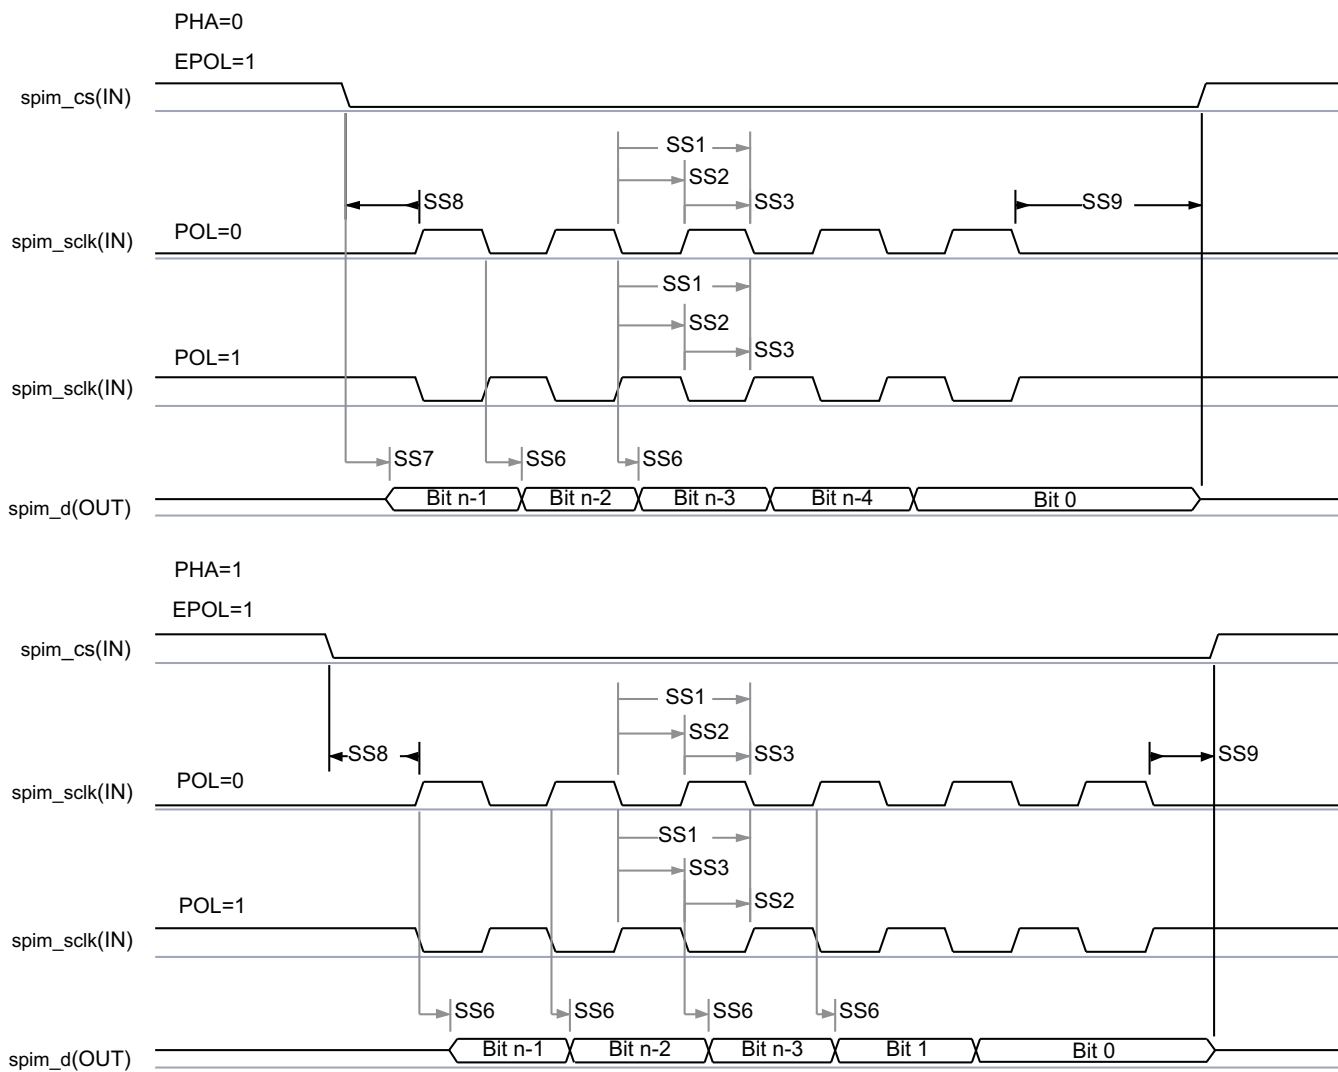 PHA=0
EPOL=1
spim_cs(IN)
SS1
SS2
SS8
SS3
SS9
POL=0
spim_sclk(IN)
SS1
SS2
SS3
POL=1
spim_sclk(IN)
SS7
SS6
SS6
spim_d(OUT)
Bit n-1
Bit n-2
Bit n-3
Bit n-4
Bit 0
PHA=1
EPOL=1
spim_cs(IN)
SS1
SS2
SS8
SS3
SS9
POL=0
spim_sclk(IN)
SS1
SS3
SS2
POL=1
spim_sclk(IN)
SS6
SS6
SS6
SS6
spim_d(OUT)
Bit n-1
Bit n-2
Bit n-3
Bit 1
Bit 0